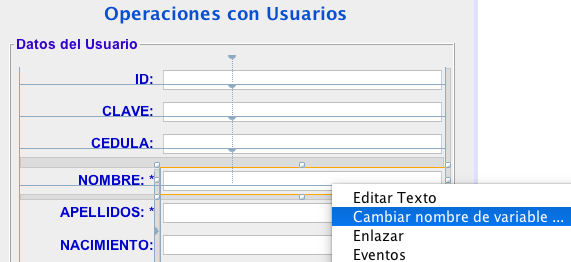 Operaciones con Usuarios
Datos del Usuario
ID:
CLAVE:
CEDULA:
NOMBRE: *
APELLIDOS: *
NACIMIENTO:
Editar Texto
Cambiar nombre de variable ...
Enlazar
Eventos